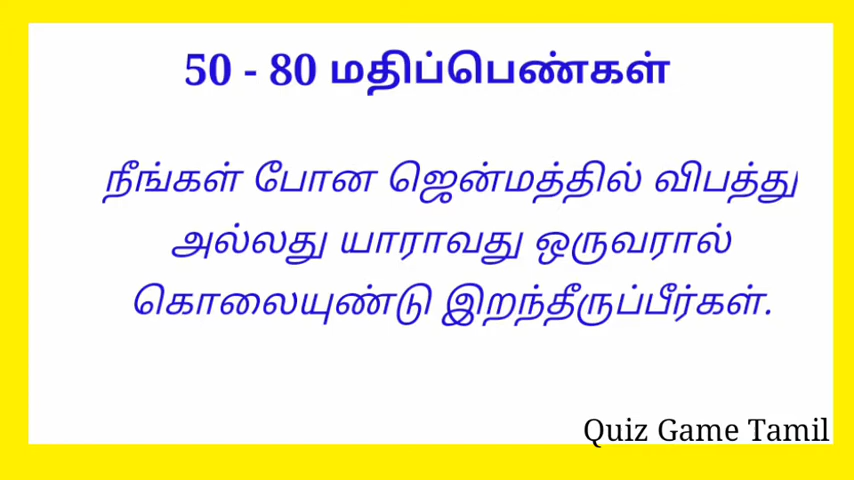 50 - 80 மதிப்பெண்கள்
நீங்கள் போன ஜென்மத்தில் விபத்து
அல்லது யாராவது ஒருவரால்
கொலையுண்டு இறந்தீருப்பீர்கள்.
Quiz Game Tamil